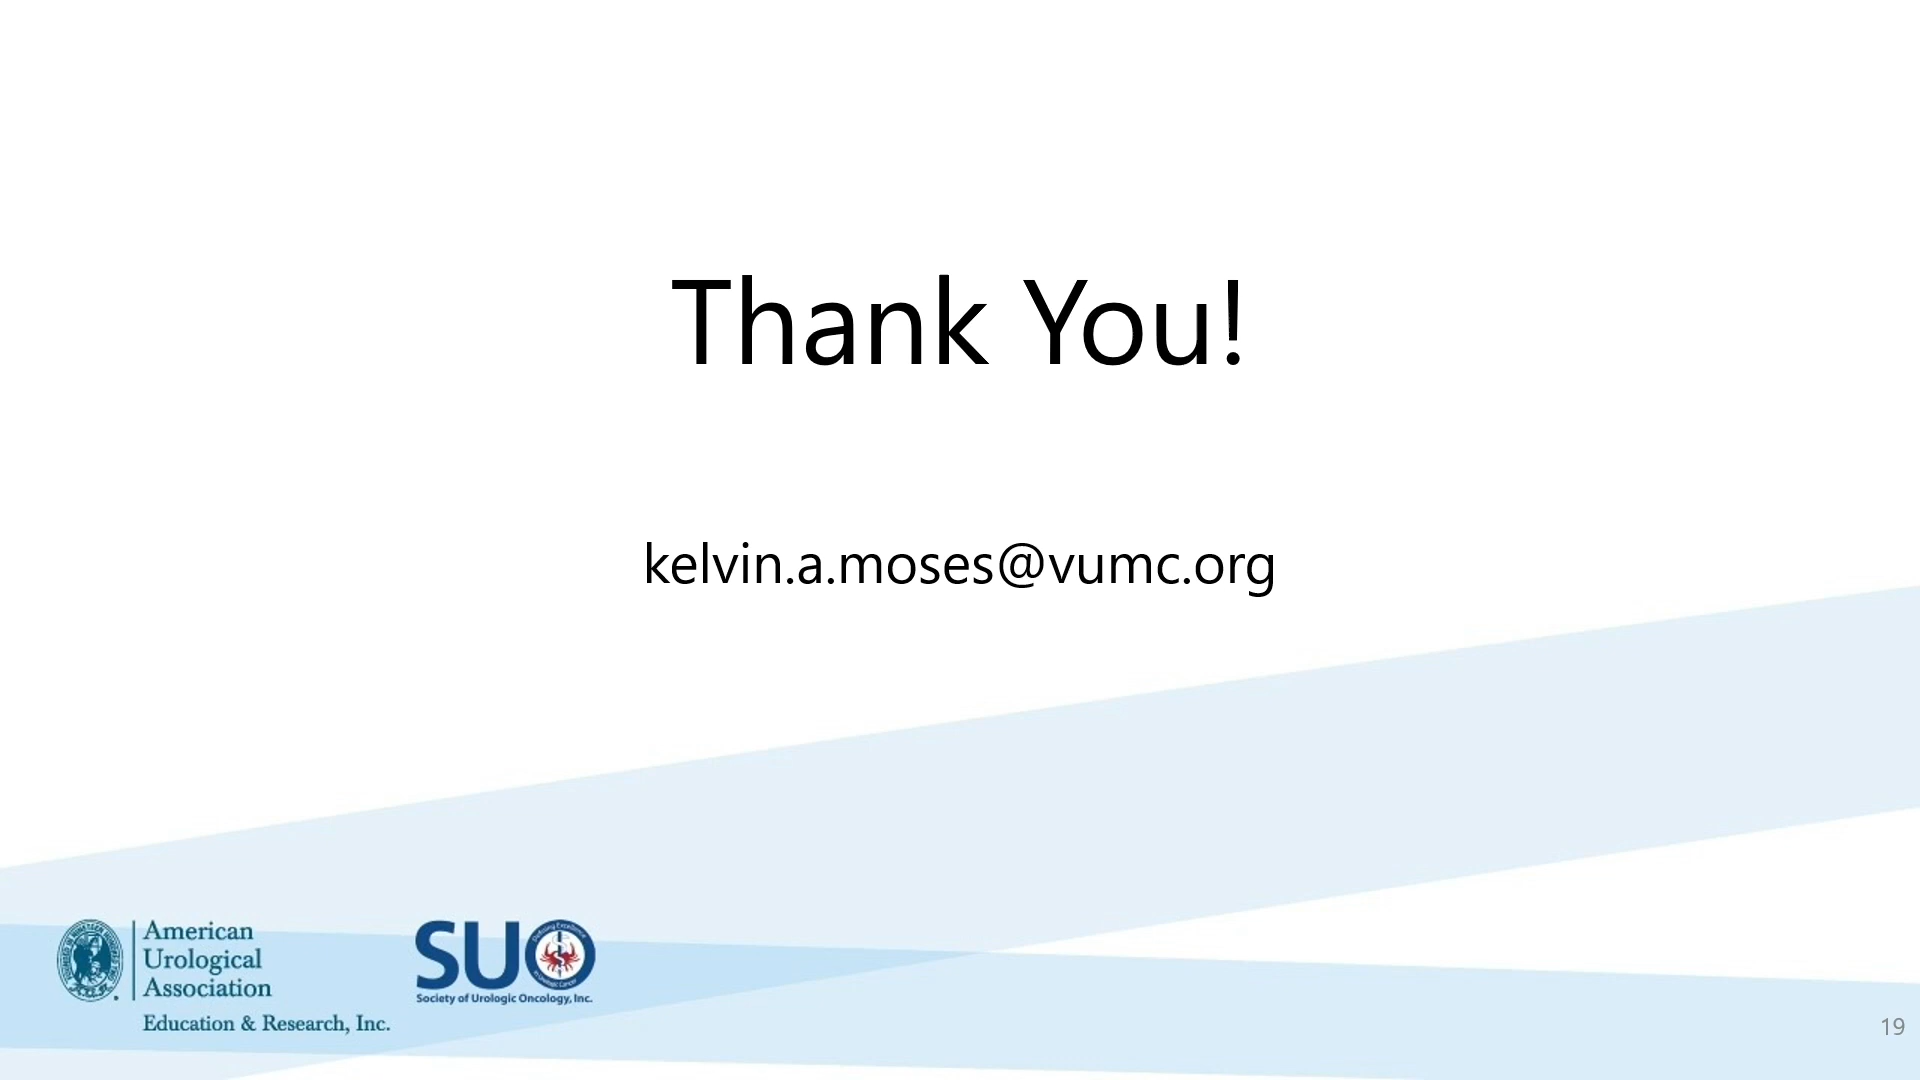 Thank You!
kelvin.a.moses@vumc.org
American
Urological
Association
Education & Research, Inc.
SUO
Society of Urologic Oncology, Inc.
19